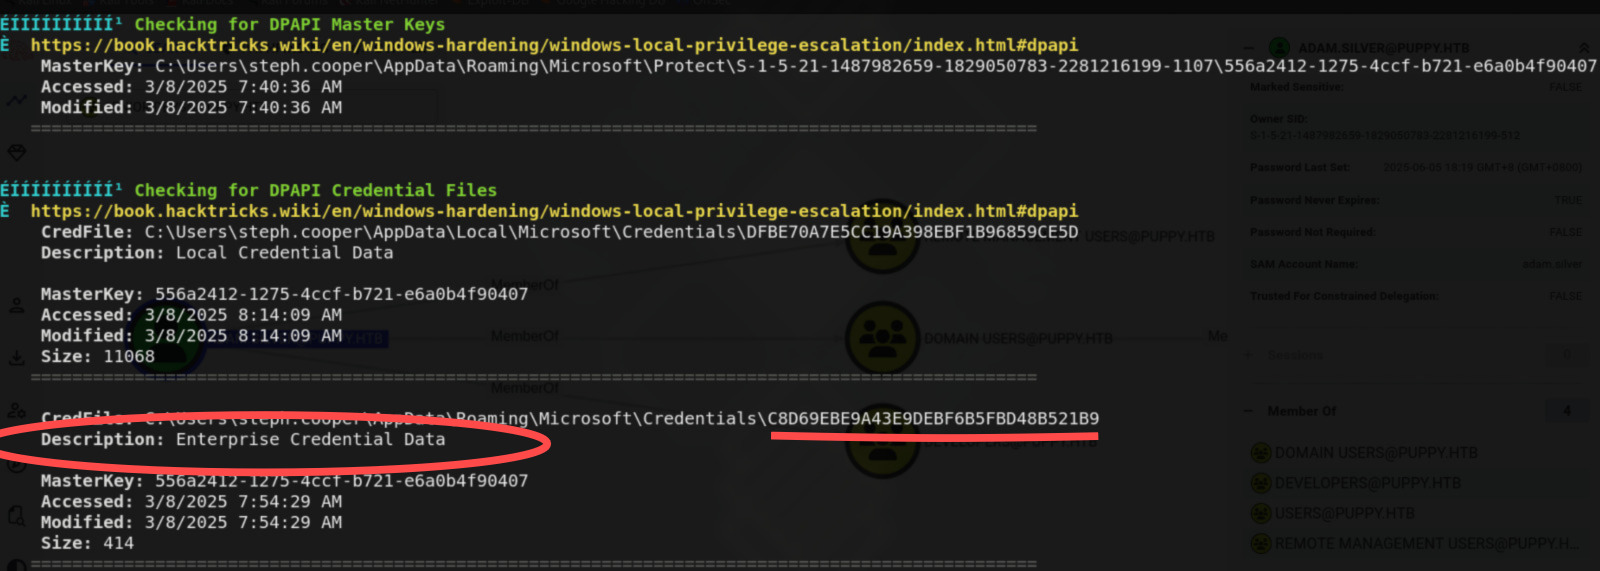 ÉÍÍÍÍÍÍÍÍÍÍ¹ Checking for DPAPI Master Keys
È  https://book.hacktricks.wiki/en/windows-hardening/windows-local-privilege-escalation/index.html#dpapi
MasterKey: C:\Users\steph.cooper\AppData\Roaming\Microsoft\Protect\S-1-5-21-1487982659-1829050783-2281216199-1107\556a2412-1275-4ccf-b721-e6a0b4f90407
Accessed: 3/8/2025 7:40:36 AM
Modified: 3/8/2025 7:40:36 AM
=================================================================================================
ÉÍÍÍÍÍÍÍÍÍÍ¹ Checking for DPAPI Credential Files
È  https://book.hacktricks.wiki/en/windows-hardening/windows-local-privilege-escalation/index.html#dpapi
CredFile: C:\Users\steph.cooper\AppData\Local\Microsoft\Credentials\DFBE70A7E5CC19A398EBF1B96859CE5D
Description: Local Credential Data
MasterKey: 556a2412-1275-4ccf-b721-e6a0b4f90407
Accessed: 3/8/2025 8:14:09 AM
Modified: 3/8/2025 8:14:09 AM
Size: 11068
=================================================================================================
CredFile: C:\Users\steph.cooper\AppData\Roaming\Microsoft\Credentials\C8D69EBE9A43E9DEBF6B5FBD48B521B9
Description: Enterprise Credential Data
MasterKey: 556a2412-1275-4ccf-b721-e6a0b4f90407
Accessed: 3/8/2025 7:54:29 AM
Modified: 3/8/2025 7:54:29 AM
Size: 414
=================================================================================================
MemberOf
MemberOf
MemberOf
MANAGEMENT USERS@PUPPY.HTB
DOMAIN USERS@PUPPY.HTB
Me
ADAM.SILVER@PUPPY.HTB
Marked Sensitive: FALSE
Owner SID:
S-1-5-21-1487982659-1829050783-2281216199-512
Password Last Set: 2025-06-05 18:19 GMT+8 (GMT+0800)
Password Never Expires: TRUE
Password Not Required: FALSE
SAM Account Name: adam.silver
Trusted For Constrained Delegation: FALSE
Sessions 0
Member Of 4
DOMAIN USERS@PUPPY.HTB
DEVELOPERS@PUPPY.HTB
USERS@PUPPY.HTB
REMOTE MANAGEMENT USERS@PUPPY.H...